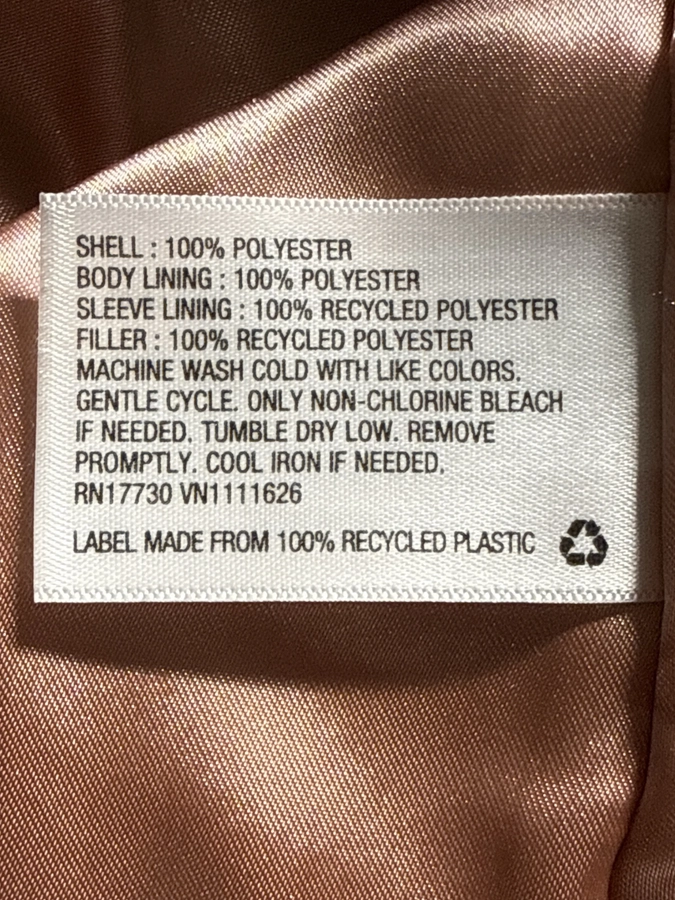 SHELL : 100% POLYESTER
BODY LINING : 100% POLYESTER
SLEEVE LINING : 100% RECYCLED POLYESTER
FILLER : 100% RECYCLED POLYESTER
MACHINE WASH COLD WITH LIKE COLORS.
GENTLE CYCLE. ONLY NON-CHLORINE BLEACH
IF NEEDED. TUMBLE DRY LOW. REMOVE
PROMPTLY. COOL IRON IF NEEDED.
RN17730 VN1111626
LABEL MADE FROM 100% RECYCLED PLASTIC